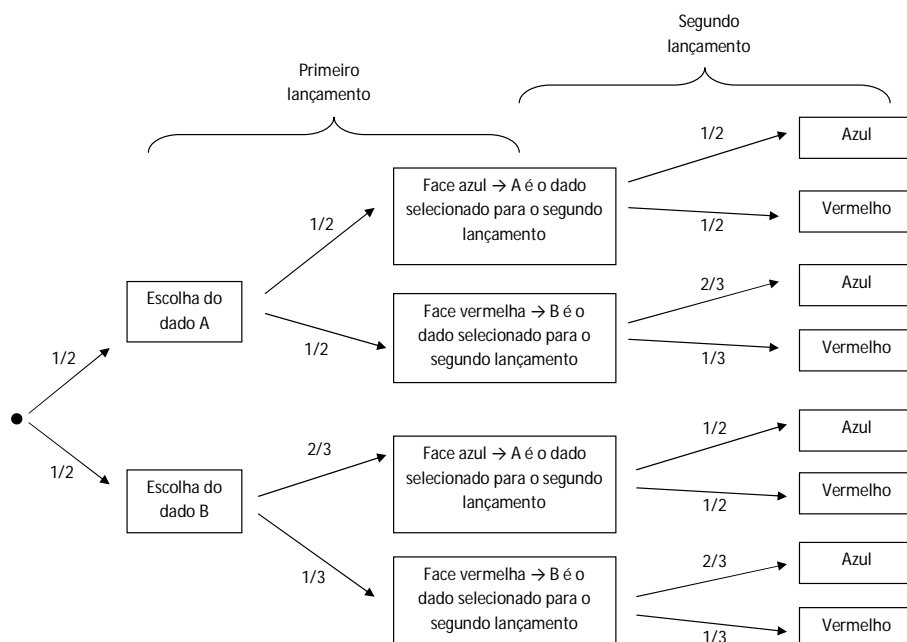 Segundo
lançamento
Primeiro
lançamento
1/2
Azul
Face azul → A é o dado
selecionado para o segundo
lançamento
1/2
Vermelho
1/2
Escolha do
dado A
2/3
Azul
Face vermelha → B é o
dado selecionado para o
segundo lançamento
1/2
1/3
Vermelho
1/2
1/2
Azul
Face azul → A é o dado
selecionado para o segundo
lançamento
2/3
1/2
Vermelho
1/2
Escolha do
dado B
2/3
Azul
Face vermelha → B é o
dado selecionado para o
segundo lançamento
1/3
1/3
Vermelho